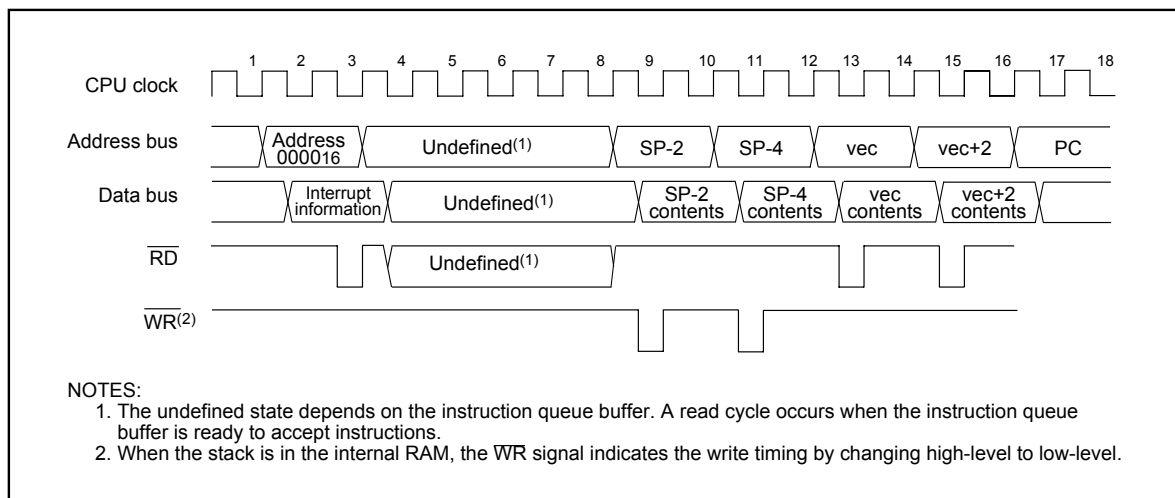 1 2 3 4 5 6 7 8 9 10 11 12 13 14 15 16 17 18
CPU clock
Address bus
Address
000016
Undefined(1)
SP-2
SP-4
vec
vec+2
PC
Data bus
Interrupt
information
Undefined(1)
SP-2
contents
SP-4
contents
vec
contents
vec+2
contents
RD
Undefined(1)
WR(2)
NOTES:
1. The undefined state depends on the instruction queue buffer. A read cycle occurs when the instruction queue
buffer is ready to accept instructions.
2. When the stack is in the internal RAM, the WR signal indicates the write timing by changing high-level to low-level.